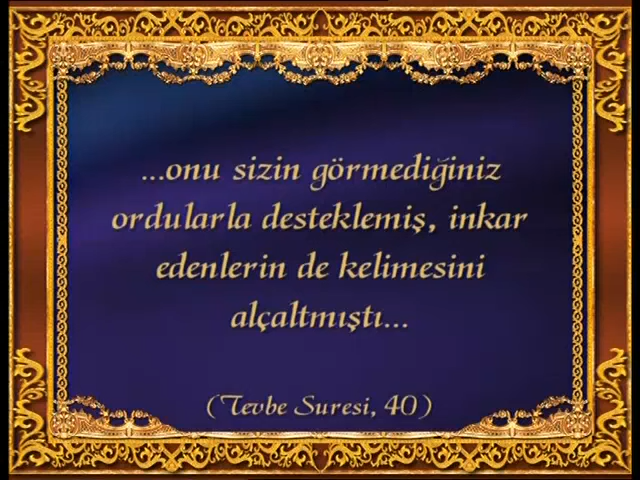 ...onu sizin görmediğiniz
ordularla desteklemiş, inkar
edenlerin de kelimesini
alçaltmıştı...
(Tevbe Suresi, 40)